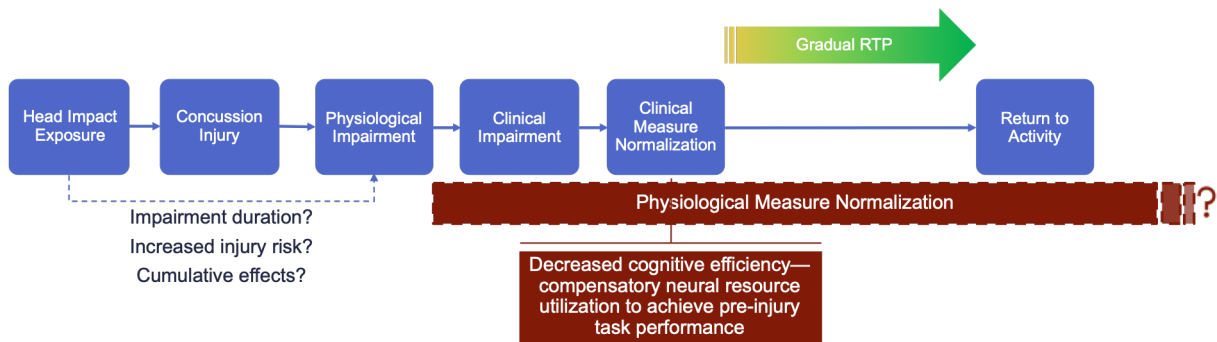 Gradual RTP
Head Impact
Exposure
Concussion
Injury
Physiological
Impairment
Clinical
Impairment
Clinical
Measure
Normalization
Return to
Activity
Physiological Measure Normalization
?
Impairment duration?
Increased injury risk?
Cumulative effects?
Decreased cognitive efficiency—
compensatory neural resource
utilization to achieve pre-injury
task performance